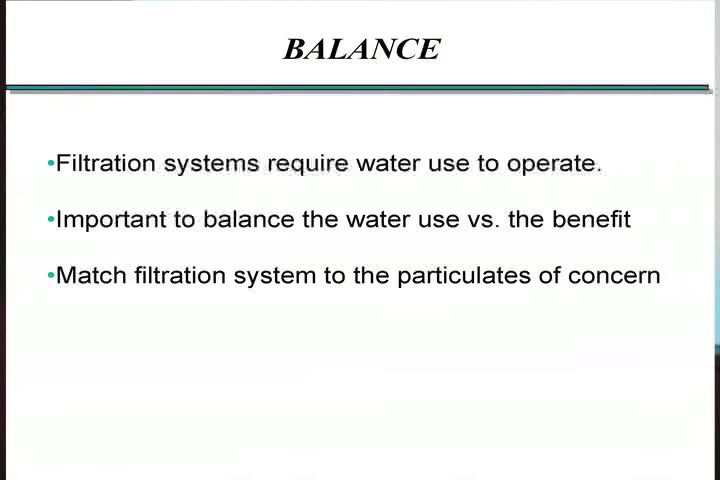 BALANCE
•Filtration systems require water use to operate.
•Important to balance the water use vs. the benefit
•Match filtration system to the particulates of concern